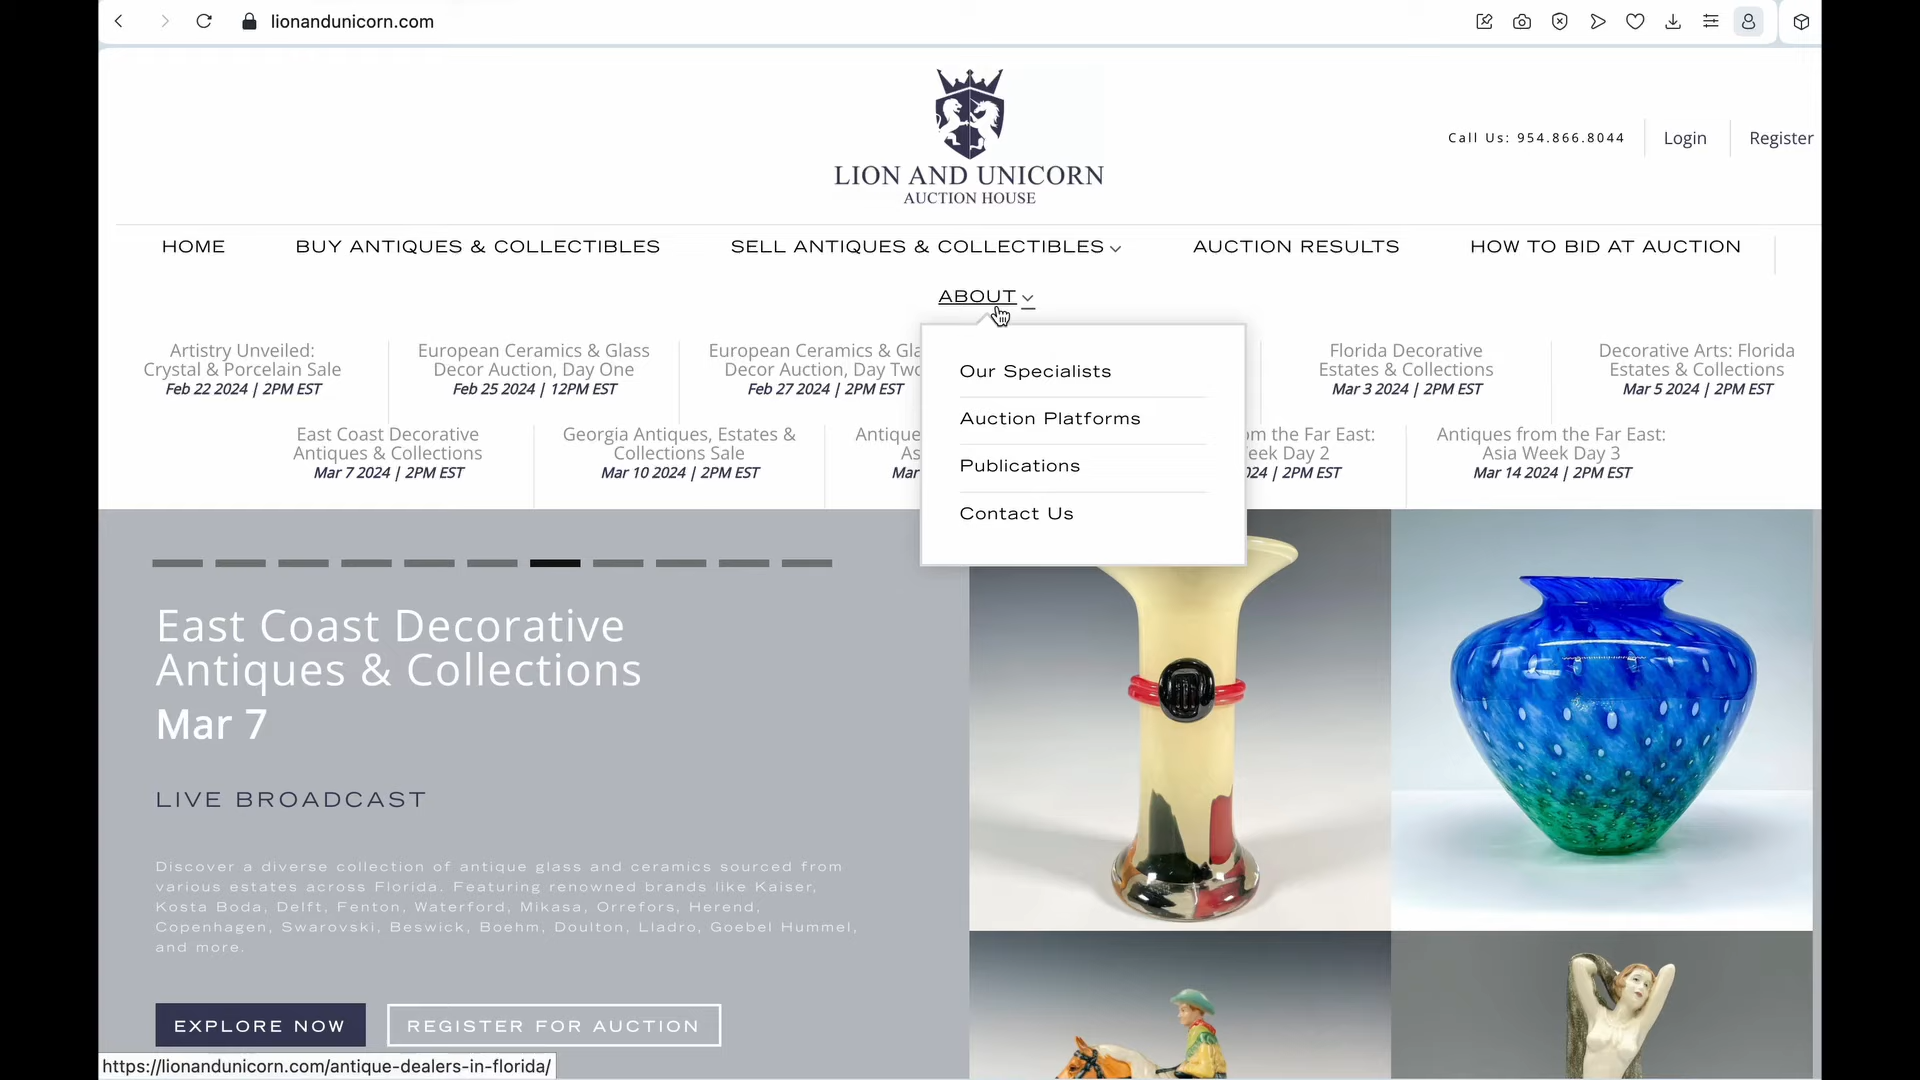 lionandunicorn.com
LION AND UNICORN
AUCTION HOUSE
Call Us: 954.866.8044
Login
Register
HOME
BUY ANTIQUES & COLLECTIBLES
SELL ANTIQUES & COLLECTIBLES
AUCTION RESULTS
HOW TO BID AT AUCTION
ABOUT
Our Specialists
Auction Platforms
Publications
Contact Us
Artistry Unveiled:
Crystal & Porcelain Sale
Feb 22 2024 | 2PM EST
European Ceramics & Glass
Decor Auction, Day One
Feb 25 2024 | 12PM EST
European Ceramics &
Decor Auction, Day Two
Feb 27 2024 | 2PM EST
Florida Decorative
Estates & Collections
Mar 3 2024 | 2PM EST
Decorative Arts: Florida
Estates & Collections
Mar 5 2024 | 2PM EST
East Coast Decorative
Antiques & Collections
Mar 7 2024 | 2PM EST
Georgia Antiques, Estates &
Collections Sale
Mar 10 2024 | 2PM EST
Antique
As
Mar
om the Far East:
eek Day 2
24 | 2PM EST
Antiques from the Far East:
Asia Week Day 3
Mar 14 2024 | 2PM EST
East Coast Decorative
Antiques & Collections
Mar 7
LIVE BROADCAST
Discover a diverse collection of antique glass and ceramics sourced from
various estates across Florida. Featuring renowned brands like Kaiser,
Kosta Boda, Delft, Fenton, Waterford, Mikasa, Orrefors, Herend,
Copenhagen, Swarovski, Beswick, Boehm, Doulton, Lladro, Goebel Hummel,
and more.
EXPLORE NOW
REGISTER FOR AUCTION
https://lionandunicorn.com/antique-dealers-in-florida/